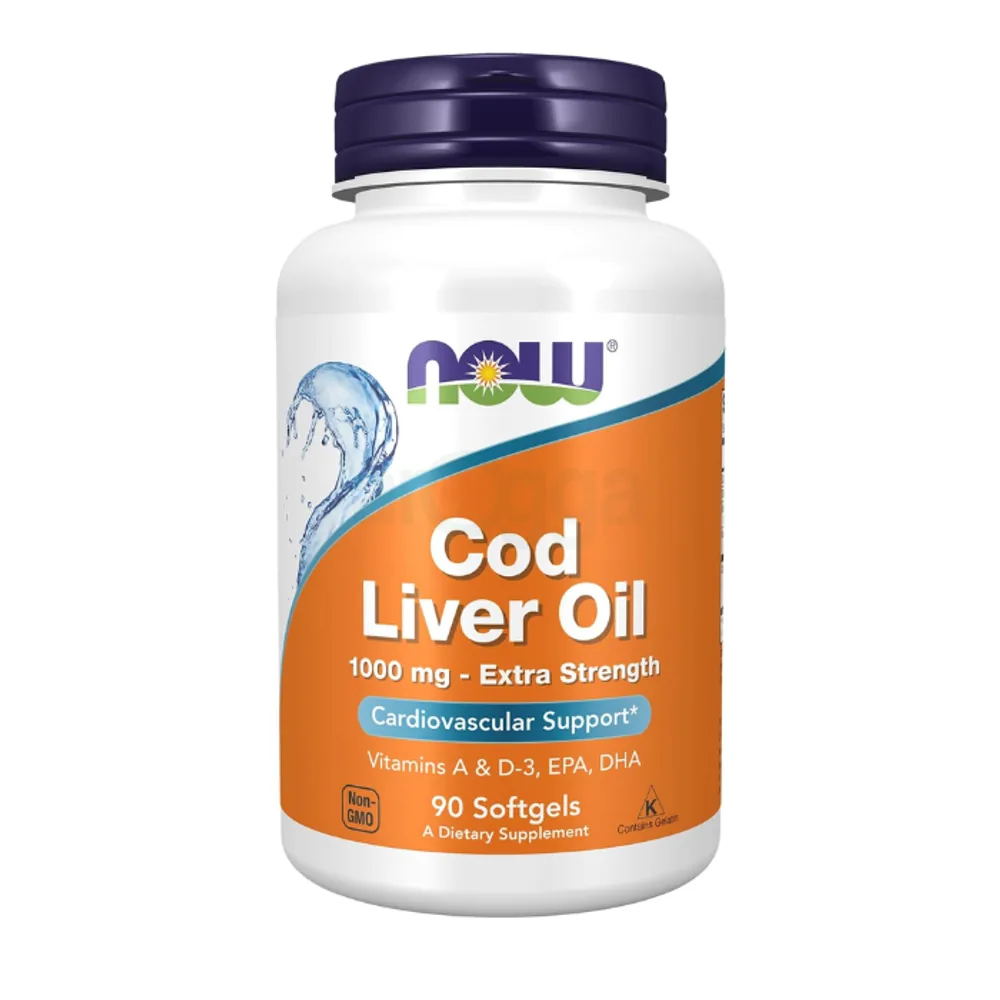 now®
Cod
Liver Oil
1000 mg - Extra Strength
Cardiovascular Support*
Vitamins A & D-3, EPA, DHA
90 Softgels
A Dietary Supplement
Non-
GMO
K
Contains Gelatin